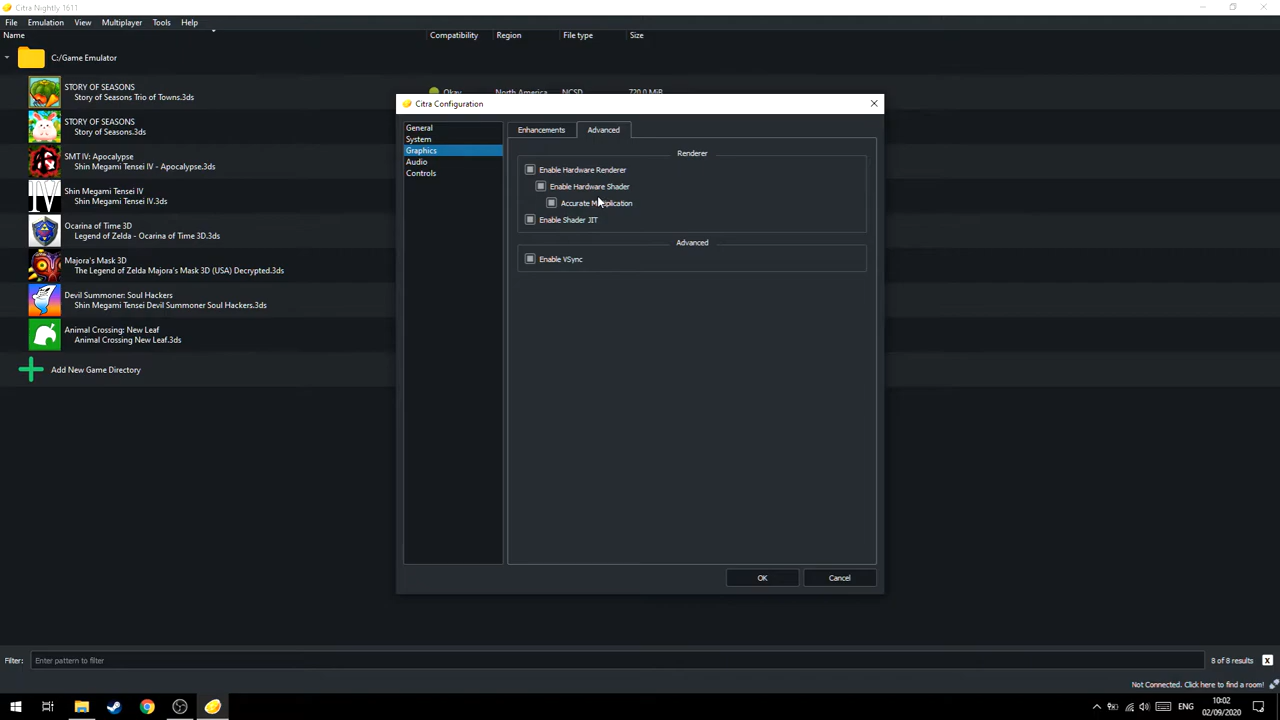 Citra Nightly 1611
File Emulation View Multiplayer Tools Help
Name Compatibility Region File type Size
C:/Game Emulator
STORY OF SEASONS
Story of Seasons Trio of Towns.3ds
Okay North America NCSD 720.0 MiB
STORY OF SEASONS
Story of Seasons.3ds
SMT IV: Apocalypse
Shin Megami Tensei IV - Apocalypse.3ds
Shin Megami Tensei IV
Shin Megami Tensei IV.3ds
Ocarina of Time 3D
Legend of Zelda - Ocarina of Time 3D.3ds
Majora's Mask 3D
The Legend of Zelda Majora's Mask 3D (USA) Decrypted.3ds
Devil Summoner: Soul Hackers
Shin Megami Tensei Devil Summoner Soul Hackers.3ds
Animal Crossing: New Leaf
Animal Crossing New Leaf.3ds
Add New Game Directory
Citra Configuration
General
System
Graphics
Audio
Controls
Enhancements Advanced
Renderer
Enable Hardware Renderer
Enable Hardware Shader
Accurate Multiplication
Enable Shader JIT
Advanced
Enable VSync
OK Cancel
Filter: Enter pattern to filter 8 of 8 results X
Not Connected. Click here to find a room!
ENG
10:02
02/09/2020